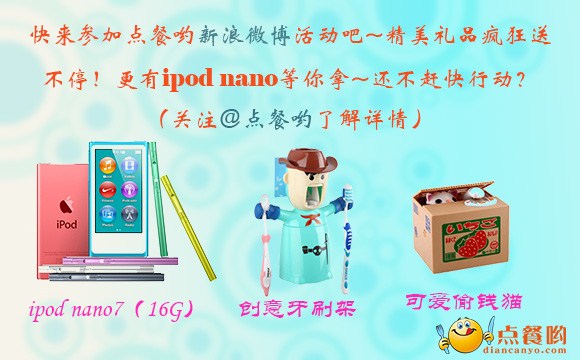 快来参加点餐哟新浪微博活动吧~精美礼品疯狂送
不停！更有ipod nano等你拿~还不赶快行动？
（关注@点餐哟了解详情）
iPod
ipod nano7（16G）
创意牙刷架
可爱偷钱猫
点餐哟
diancanyo.com